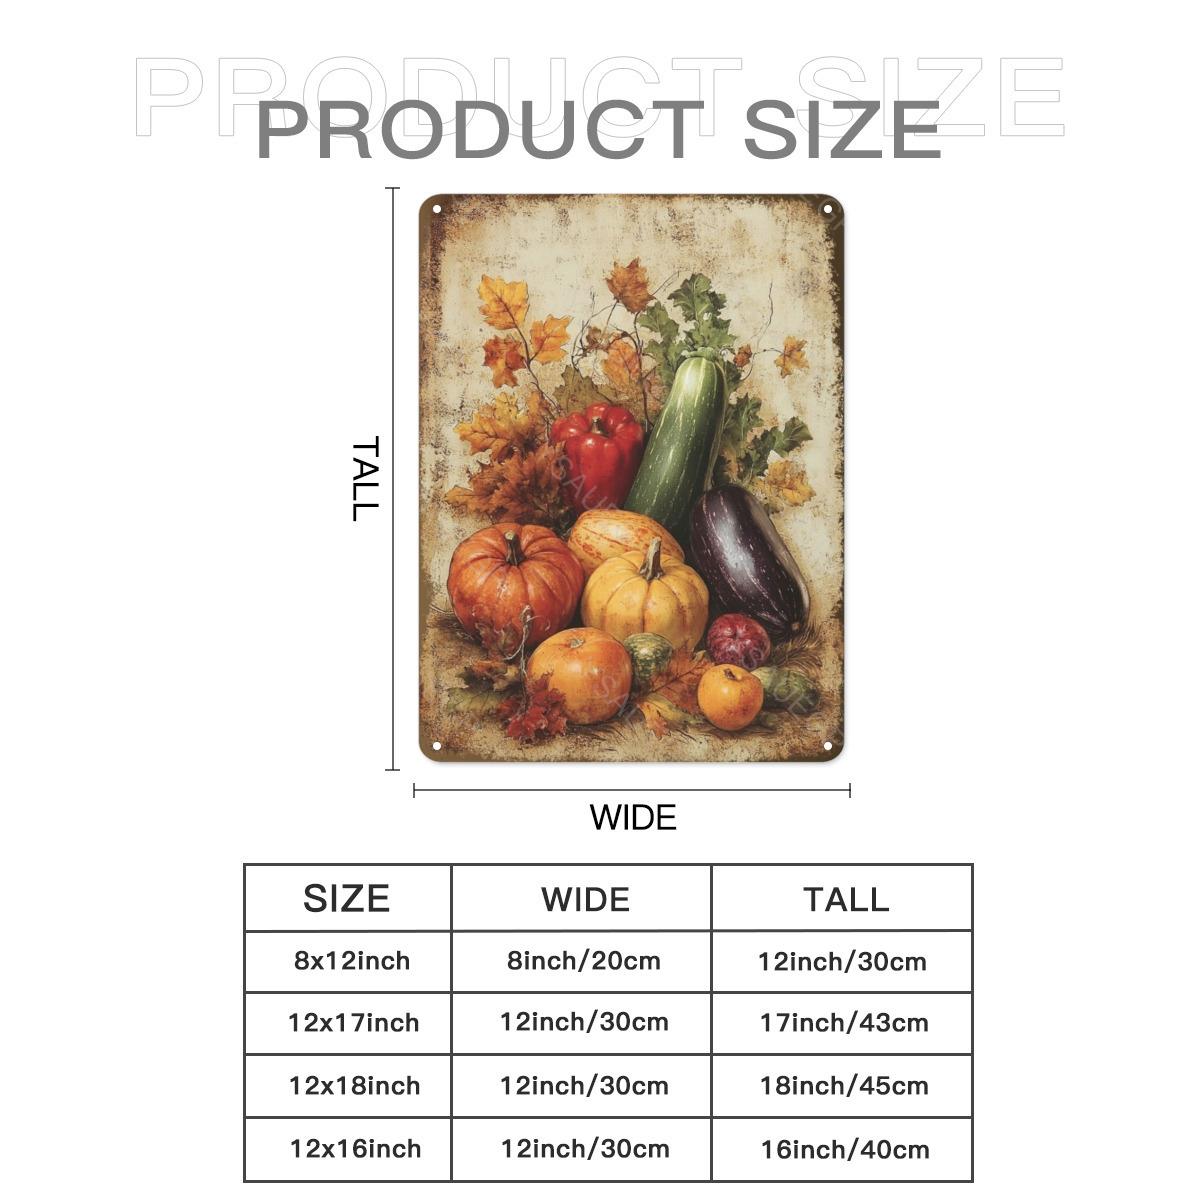 PRODUCT SIZE
PRODUCT SIZE
TALL
WIDE
SIZE WIDE TALL
8x12inch 8inch/20cm 12inch/30cm
12x17inch 12inch/30cm 17inch/43cm
12x18inch 12inch/30cm 18inch/45cm
12x16inch 12inch/30cm 16inch/40cm